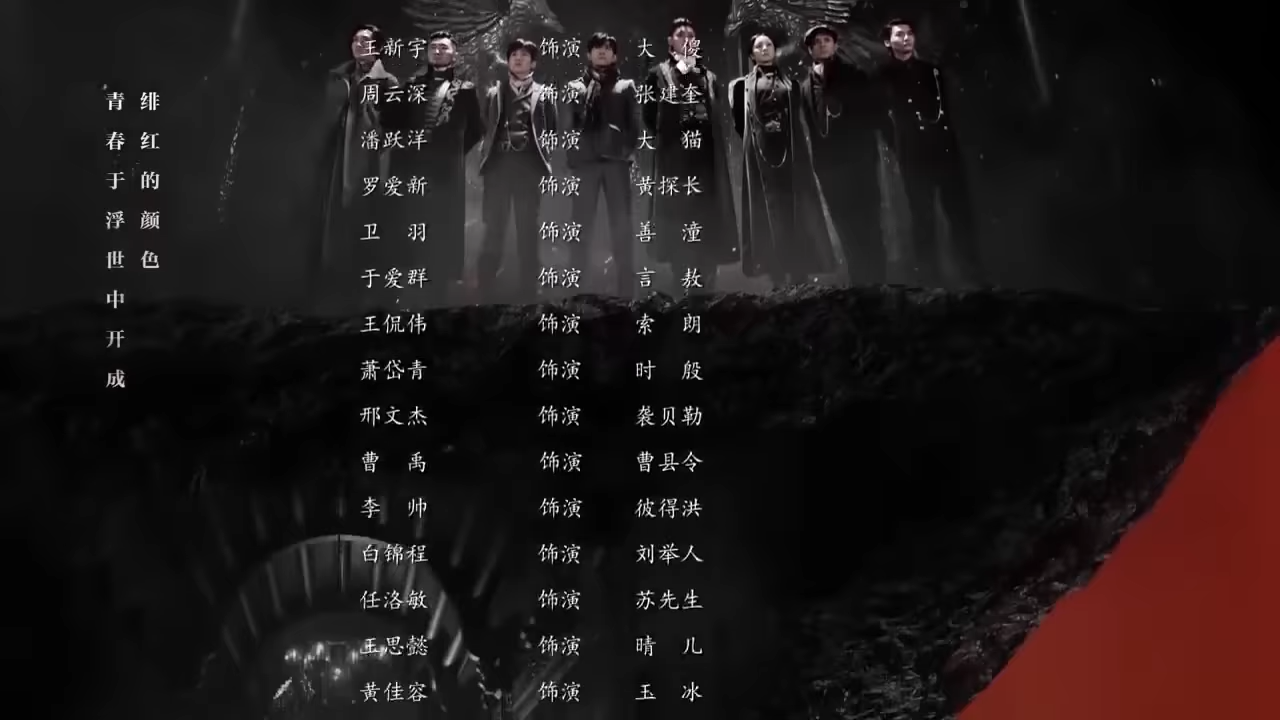 绯红的颜色
青春于浮世中开成
王新宇 饰演 大傻
周云深 饰演 张建奎
潘跃洋 饰演 大猫
罗爱新 饰演 黄探长
卫羽 饰演 善潼
于爱群 饰演 言敖
王侃伟 饰演 索朗
萧岱青 饰演 时殷
邢文杰 饰演 袭贝勒
曹禹 饰演 曹县令
李帅 饰演 彼得洪
白锦程 饰演 刘举人
任洛敏 饰演 苏先生
王思懿 饰演 晴儿
黄佳容 饰演 玉冰